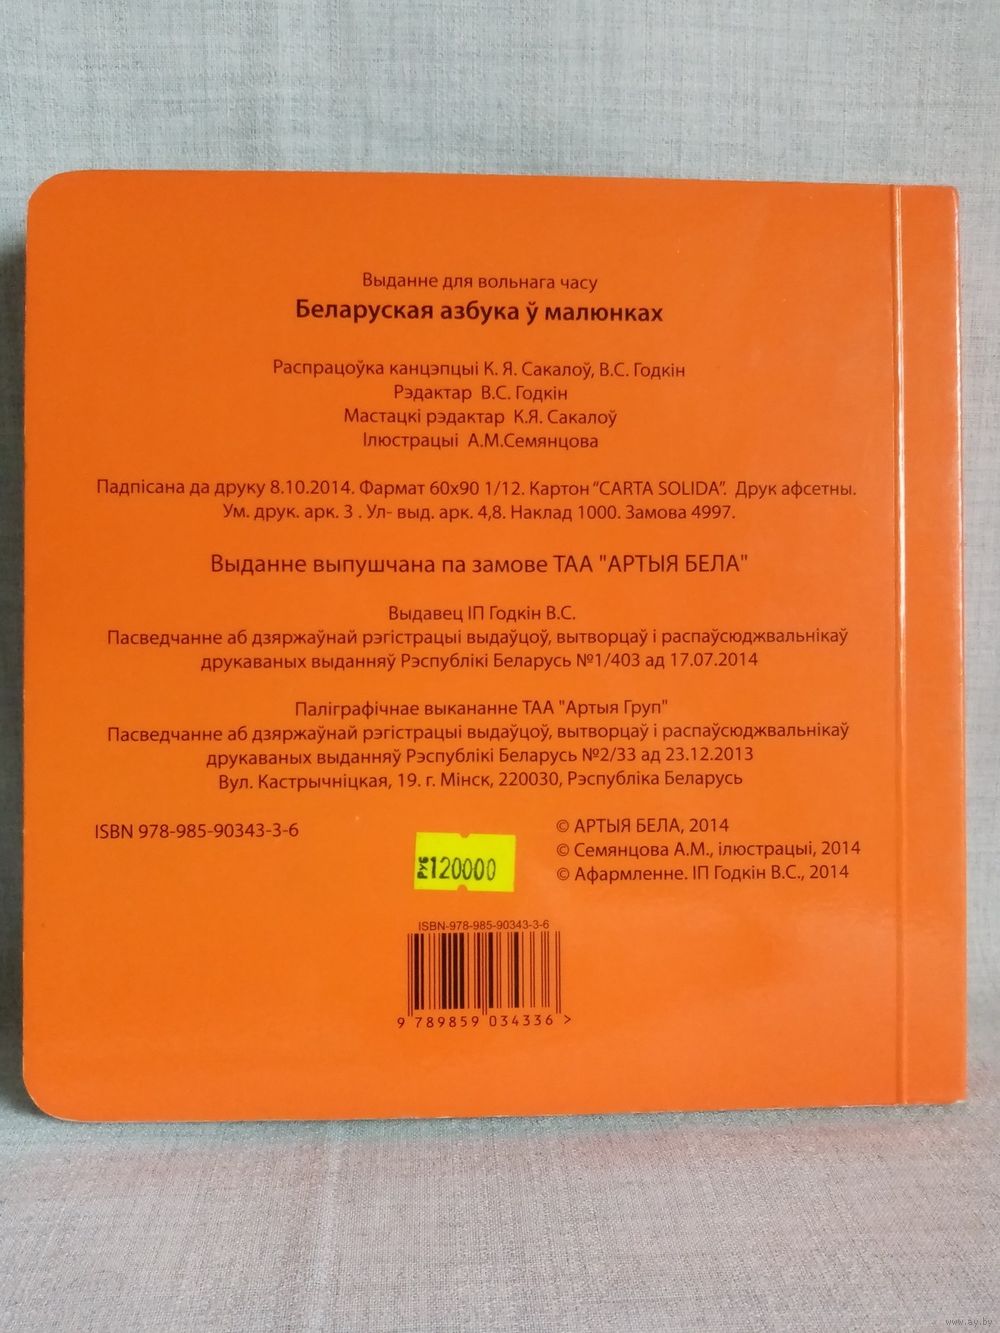 Выданне для вольнага часу
Беларуская азбука ў малюнках
Распрацоўка канцэпцыі К. Я. Сакалоў, В.С. Годкін
Рэдактар В.С. Годкін
Мастацкі рэдактар К.Я. Сакалоў
Ілюстрацыі А.М.Семянцова
Падпісана да друку 8.10.2014. Фармат 60х90 1/12. Картон “CARTA SOLIDA”. Друк афсетны.
Ум. друк. арк. 3 . Ул- выд. арк. 4,8. Наклад 1000. Замова 4997.
Выданне выпушчана па замове ТАА "АРТЫЯ БЕЛА"
Выдавец ІП Годкін В.С.
Пасведчанне аб дзяржаўнай рэгістрацыі выдаўцоў, вытворцаў і распаўсюджвальнікаў
друкаваных выданняў Рэспублікі Беларусь №1/403 ад 17.07.2014
Паліграфічнае выкананне ТАА "Артыя Груп"
Пасведчанне аб дзяржаўнай рэгістрацыі выдаўцоў, вытворцаў і распаўсюджвальнікаў
друкаваных выданняў Рэспублікі Беларусь №2/33 ад 23.12.2013
Вул. Кастрычніцкая, 19. г. Мінск, 220030, Рэспубліка Беларусь
ISBN 978-985-90343-3-6
© АРТЫЯ БЕЛА, 2014
© Семянцова А.М., ілюстрацыі, 2014
© Афармленне. ІП Годкін В.С., 2014
РУБ 120000
ISBN-978-985-90343-3-6
9 789859 034336 >
www.ay.by